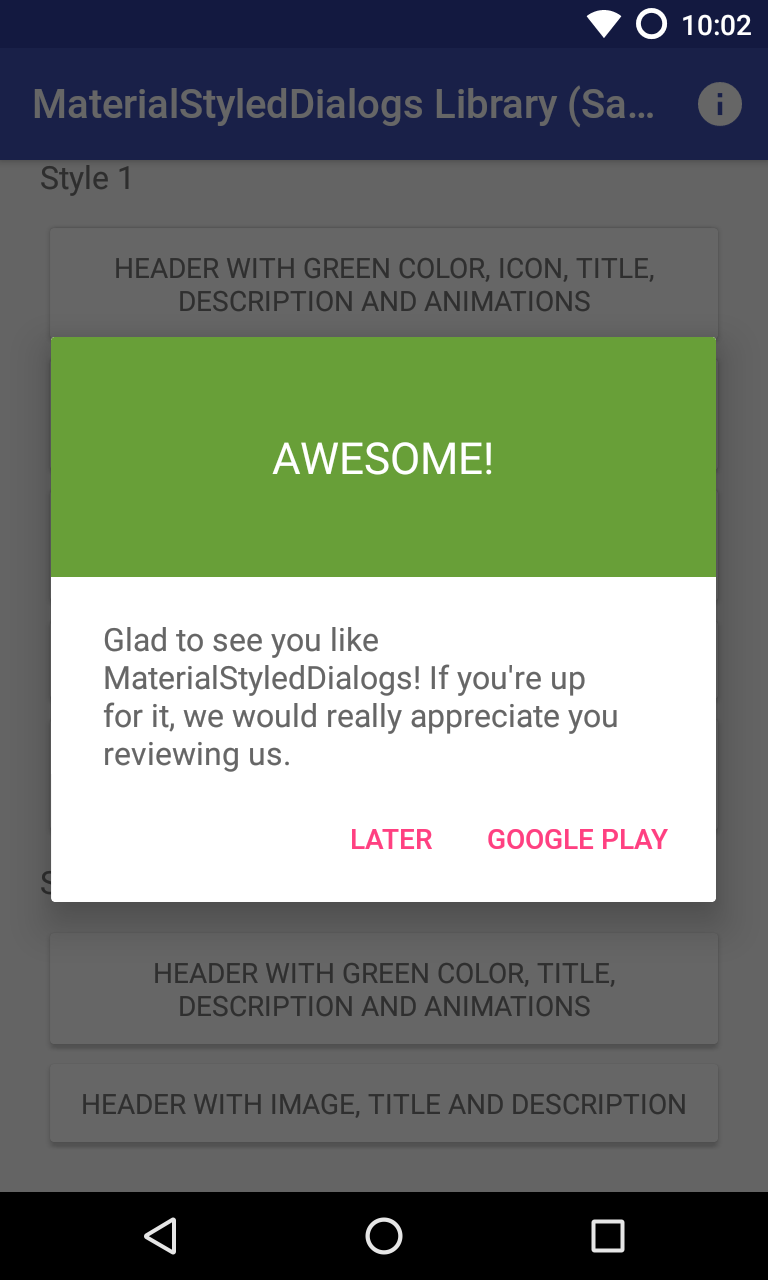 10:02
MaterialStyledDialogs Library (Sa...
Style 1
HEADER WITH GREEN COLOR, ICON, TITLE,
DESCRIPTION AND ANIMATIONS
AWESOME!
Glad to see you like
MaterialStyledDialogs! If you're up
for it, we would really appreciate you
reviewing us.
LATER GOOGLE PLAY
HEADER WITH GREEN COLOR, TITLE,
DESCRIPTION AND ANIMATIONS
HEADER WITH IMAGE, TITLE AND DESCRIPTION